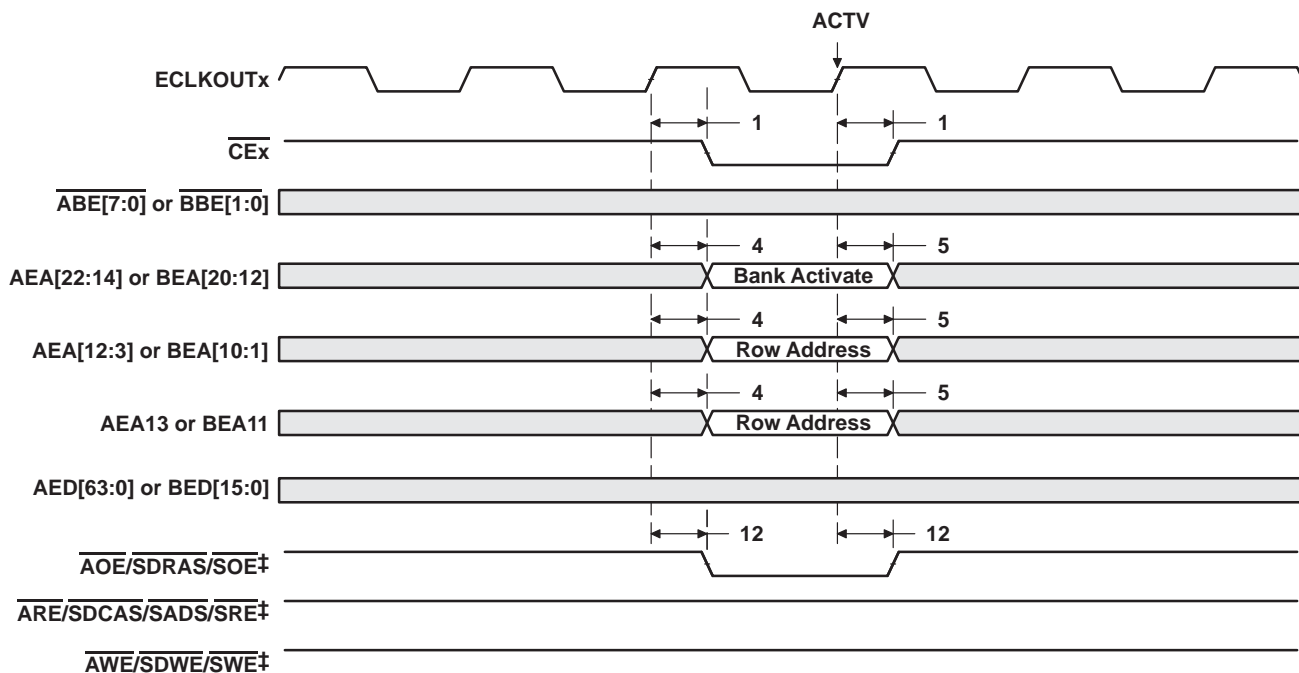 ACTV
ECLKOUTx
1 1
CEx
ABE[7:0] or BBE[1:0]
4 5
AEA[22:14] or BEA[20:12] Bank Activate
4 5
AEA[12:3] or BEA[10:1] Row Address
4 5
AEA13 or BEA11 Row Address
AED[63:0] or BED[15:0]
12 12
AOE/SDRAS/SOE‡
ARE/SDCAS/SADS/SRE‡
AWE/SDWE/SWE‡